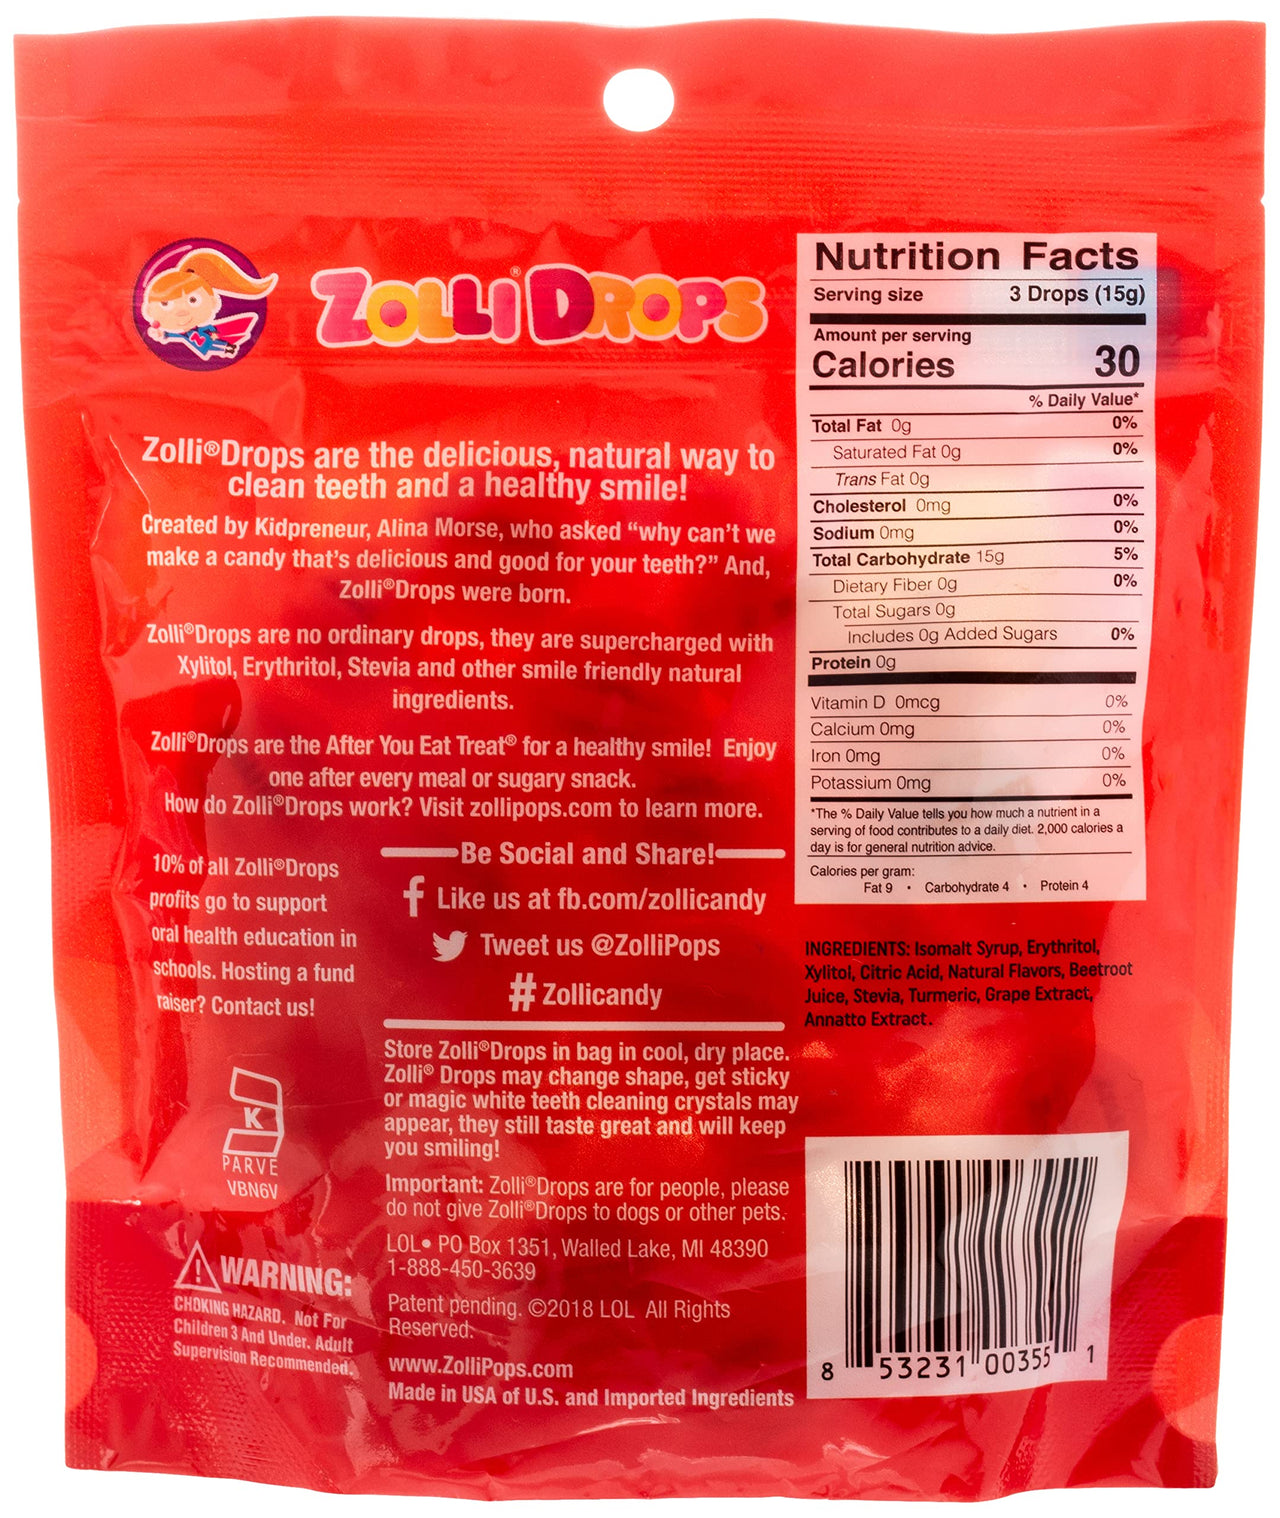 ZOLLI® DROPS
Zolli®Drops are the delicious, natural way to
clean teeth and a healthy smile!
Created by Kidpreneur, Alina Morse, who asked “why can’t we
make a candy that’s delicious and good for your teeth?” And,
Zolli®Drops were born.
Zolli®Drops are no ordinary drops, they are supercharged with
Xylitol, Erythritol, Stevia and other smile friendly natural
ingredients.
Zolli®Drops are the After You Eat Treat® for a healthy smile! Enjoy
one after every meal or sugary snack.
How do Zolli®Drops work? Visit zollipops.com to learn more.
10% of all Zolli®Drops
profits go to support
oral health education in
schools. Hosting a fund
raiser? Contact us!
Be Social and Share!
f Like us at fb.com/zollicandy
Tweet us @ZolliPops
# Zollicandy
Store Zolli®Drops in bag in cool, dry place.
Zolli® Drops may change shape, get sticky
or magic white teeth cleaning crystals may
appear, they still taste great and will keep
you smiling!
K
PARVE
VBN6V
Important: Zolli®Drops are for people, please
do not give Zolli®Drops to dogs or other pets.
LOL• PO Box 1351, Walled Lake, MI 48390
1-888-450-3639
Patent pending. ©2018 LOL All Rights
Reserved.
www.ZolliPops.com
Made in USA of U.S. and Imported Ingredients
! WARNING:
CHOKING HAZARD. Not For
Children 3 And Under. Adult
Supervision Recommended.
Nutrition Facts
Serving size 3 Drops (15g)
Amount per serving
Calories 30
% Daily Value*
Total Fat 0g 0%
Saturated Fat 0g 0%
Trans Fat 0g
Cholesterol 0mg 0%
Sodium 0mg 0%
Total Carbohydrate 15g 5%
Dietary Fiber 0g 0%
Total Sugars 0g
Includes 0g Added Sugars 0%
Protein 0g
Vitamin D 0mcg 0%
Calcium 0mg 0%
Iron 0mg 0%
Potassium 0mg 0%
*The % Daily Value tells you how much a nutrient in a
serving of food contributes to a daily diet. 2,000 calories a
day is for general nutrition advice.
Calories per gram:
Fat 9 • Carbohydrate 4 • Protein 4
INGREDIENTS: Isomalt Syrup, Erythritol,
Xylitol, Citric Acid, Natural Flavors, Beetroot
Juice, Stevia, Turmeric, Grape Extract,
Annatto Extract.
8 53231 00355 1